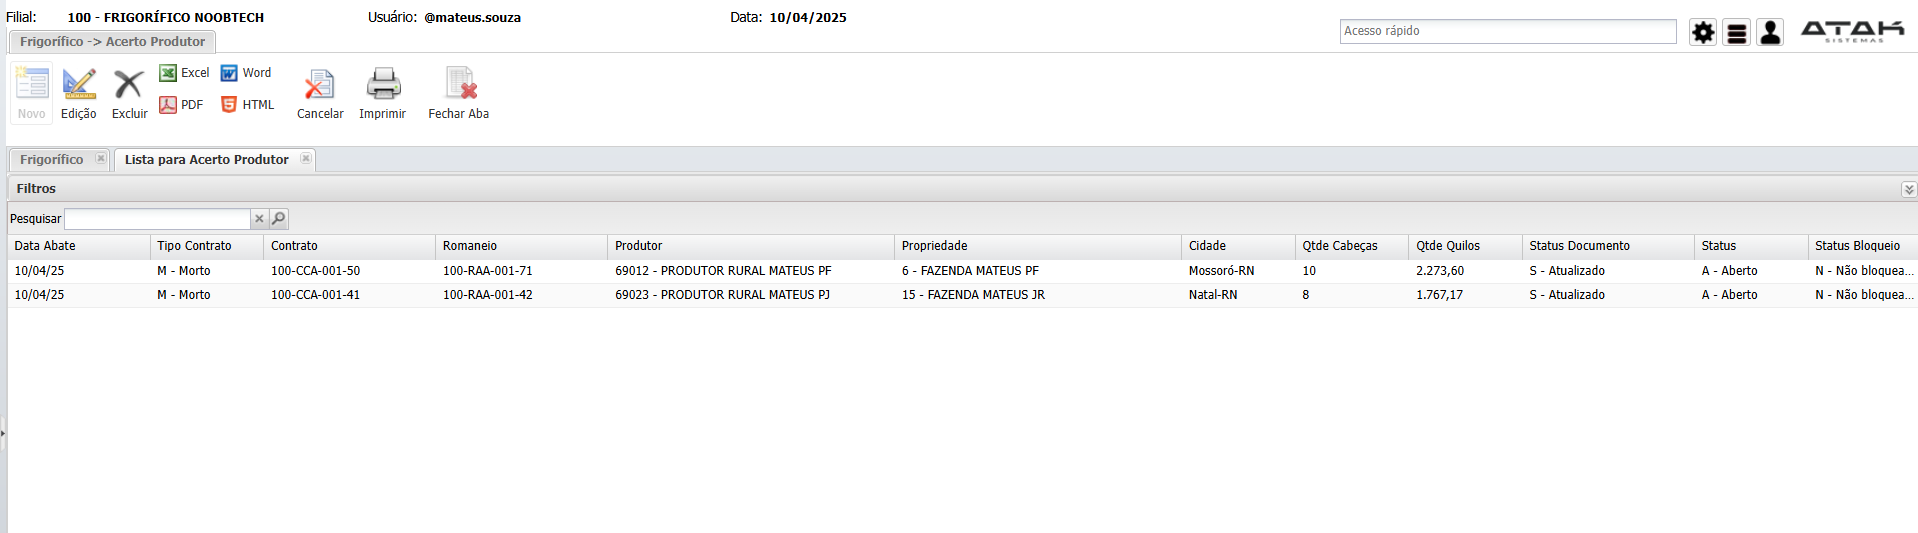 Filial: 100 - FRIGORÍFICO NOOBTECH Usuário: @mateus.souza Data: 10/04/2025
Acesso rápido
ATAK SISTEMAS
Frigorífico -> Acerto Produtor
Novo Edição Excluir Excel Word PDF HTML Cancelar Imprimir Fechar Aba
Frigorífico Lista para Acerto Produtor
Filtros
Pesquisar
Data Abate Tipo Contrato Contrato Romaneio Produtor Propriedade Cidade Qtde Cabeças Qtde Quilos Status Documento Status Status Bloqueio
10/04/25 M - Morto 100-CCA-001-50 100-RAA-001-71 69012 - PRODUTOR RURAL MATEUS PF 6 - FAZENDA MATEUS PF Mossoró-RN 10 2.273,60 S - Atualizado A - Aberto N - Não bloquea...
10/04/25 M - Morto 100-CCA-001-41 100-RAA-001-42 69023 - PRODUTOR RURAL MATEUS PJ 15 - FAZENDA MATEUS JR Natal-RN 8 1.767,17 S - Atualizado A - Aberto N - Não bloquea...